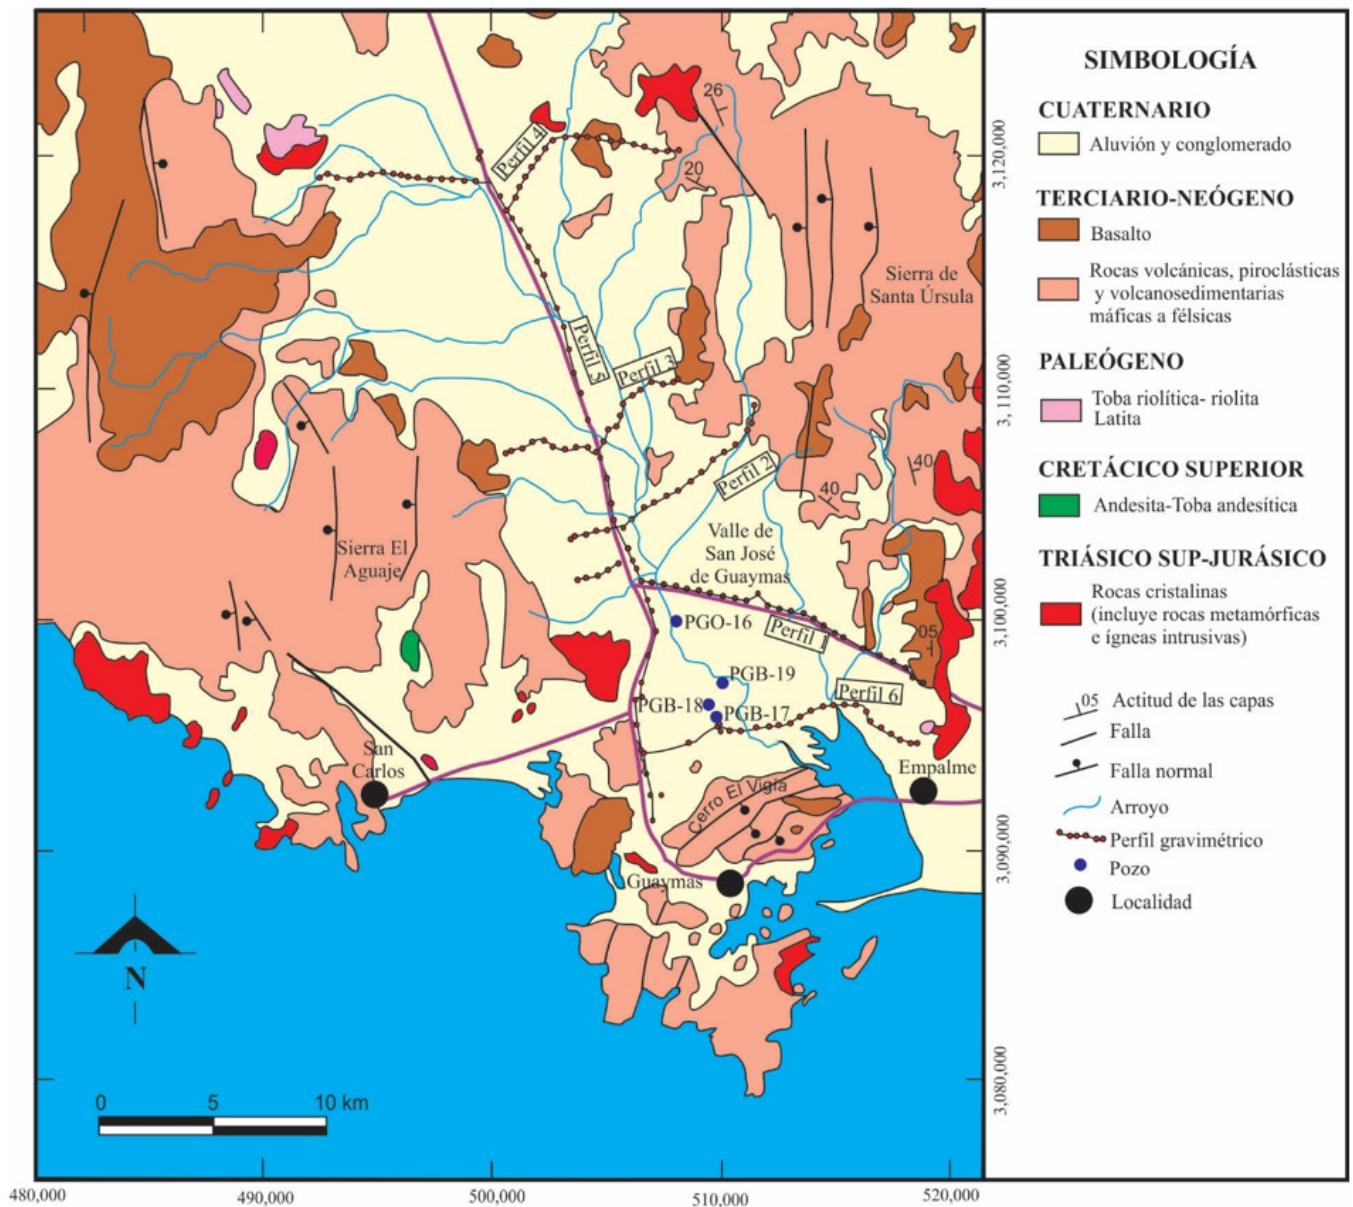 26
Perfil 4
20
3,120,000
Sierra de
Santa Úrsula
Perfil 5
Perfil 3
3,110,000
Perfil 2
40
40
Sierra El
Aguaje
Valle de
San José
de Guaymas
3,100,000
PGO-16
Perfil 1
05
PGB-19
Perfil 6
PGB-18
PGB-17
San
Carlos
Empalme
Cerro El Vigía
3,090,000
Guaymas
N
3,080,000
0 5 10 km
480,000 490,000 500,000 510,000 520,000
SIMBOLOGÍA
CUATERNARIO
Aluvión y conglomerado
TERCIARIO-NEÓGENO
Basalto
Rocas volcánicas, piroclásticas
y volcanosedimentarias
máficas a félsicas
PALEÓGENO
Toba riolítica- riolita
Latita
CRETÁCICO SUPERIOR
Andesita-Toba andesítica
TRIÁSICO SUP-JURÁSICO
Rocas cristalinas
(incluye rocas metamórficas
e ígneas intrusivas)
05 Actitud de las capas
Falla
Falla normal
Arroyo
Perfil gravimétrico
Pozo
Localidad